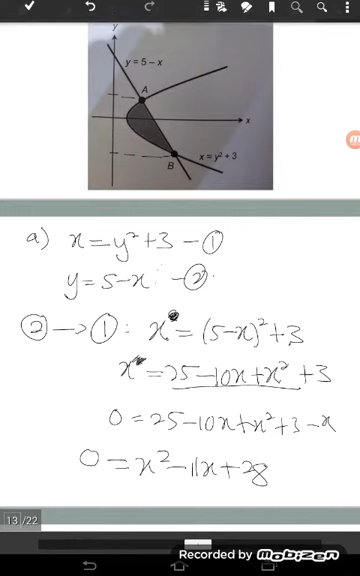 y
y = 5 – x
A
x
B
x = y² + 3
a) x = y² + 3 – ①
y = 5 – x – ②
② → ① : x = (5 – x)² + 3
x = 25 – 10x + x² + 3
0 = 25 – 10x + x² + 3 – x
0 = x² – 11x + 28
13 / 22
Recorded by mobizen